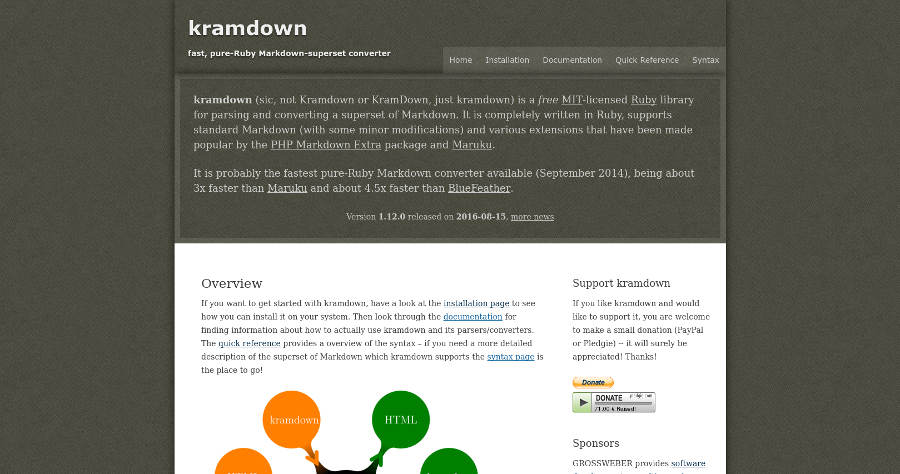 kramdown
fast, pure-Ruby Markdown-superset converter
Home Installation Documentation Quick Reference Syntax
kramdown (sic, not Kramdown or KramDown, just kramdown) is a free MIT-licensed Ruby library
for parsing and converting a superset of Markdown. It is completely written in Ruby, supports
standard Markdown (with some minor modifications) and various extensions that have been made
popular by the PHP Markdown Extra package and Maruku.
It is probably the fastest pure-Ruby Markdown converter available (September 2014), being about
3x faster than Maruku and about 4.5x faster than BlueFeather.
Version 1.12.0 released on 2016-08-15, more news
Overview
If you want to get started with kramdown, have a look at the installation page to see
how you can install it on your system. Then look through the documentation for
finding information about how to actually use kramdown and its parsers/converters.
The quick reference provides a overview of the syntax – if you need a more detailed
description of the superset of Markdown which kramdown supports the syntax page is
the place to go!
kramdown
HTML
Support kramdown
If you like kramdown and would
like to support it, you are welcome
to make a small donation (PayPal
or Pledgie) -- it will surely be
appreciated! Thanks!
Donate
DONATE
Sponsors
GROSSWEBER provides software